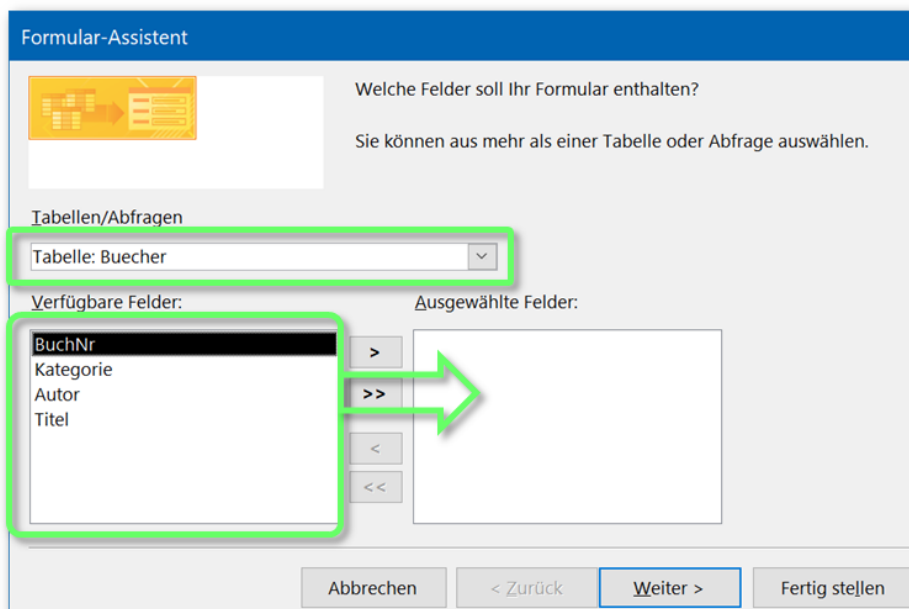 Formular-Assistent
Welche Felder soll Ihr Formular enthalten?
Sie können aus mehr als einer Tabelle oder Abfrage auswählen.
Tabellen/Abfragen
Tabelle: Buecher
Verfügbare Felder:
Ausgewählte Felder:
BuchNr
Kategorie
Autor
Titel
>
>>
<
<<
Abbrechen
< Zurück
Weiter >
Fertig stellen